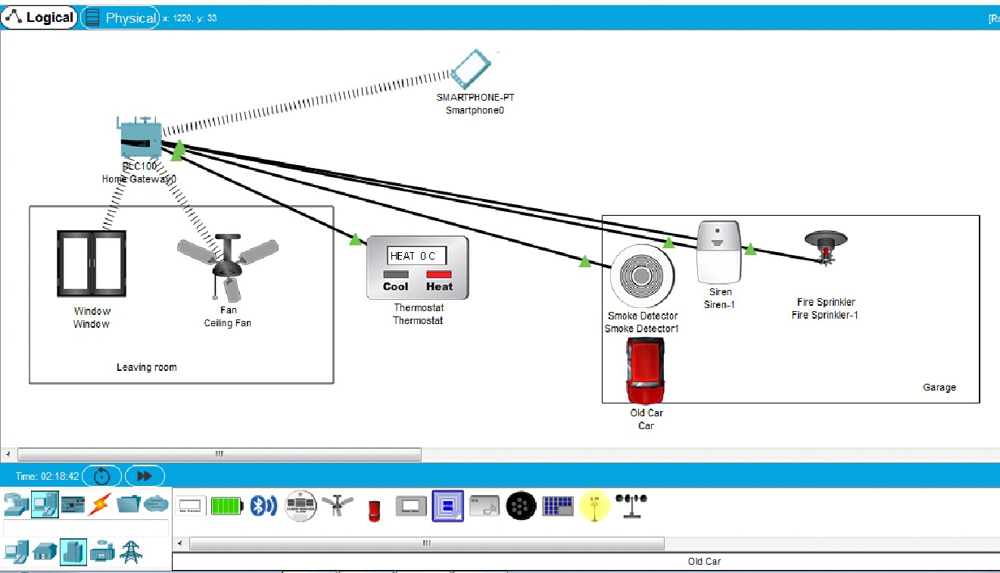 Logical
Physical
x: 1220, y: 33
[Ro
SMARTPHONE-PT
Smartphone0
DLC100
Home Gateway0
HEAT 0 C
Cool Heat
Thermostat
Thermostat
Window
Window
Fan
Ceiling Fan
Leaving room
Smoke Detector
Smoke Detector1
Siren
Siren-1
Fire Sprinkler
Fire Sprinkler-1
Garage
Old Car
Car
Time: 02:18:42
RFID
Old Car